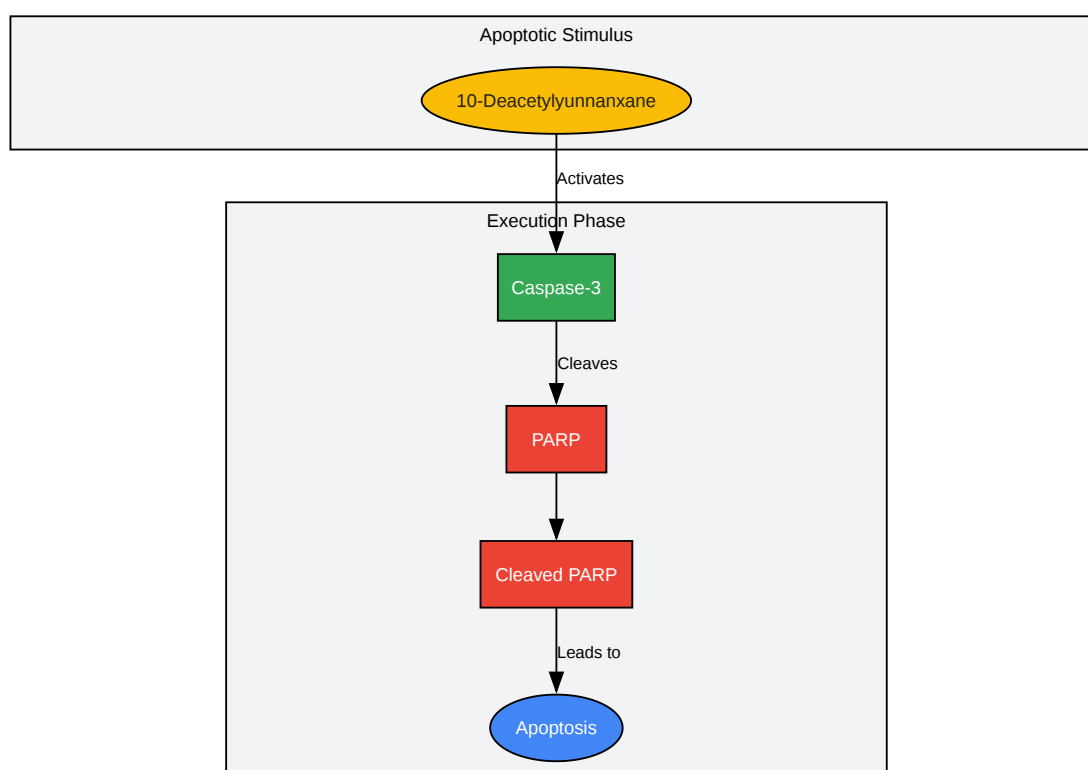 Apoptotic Stimulus
10-Deacetylyunnanxane
Activates
Execution Phase
Caspase-3
Cleaves
PARP
Cleaved PARP
Leads to
Apoptosis